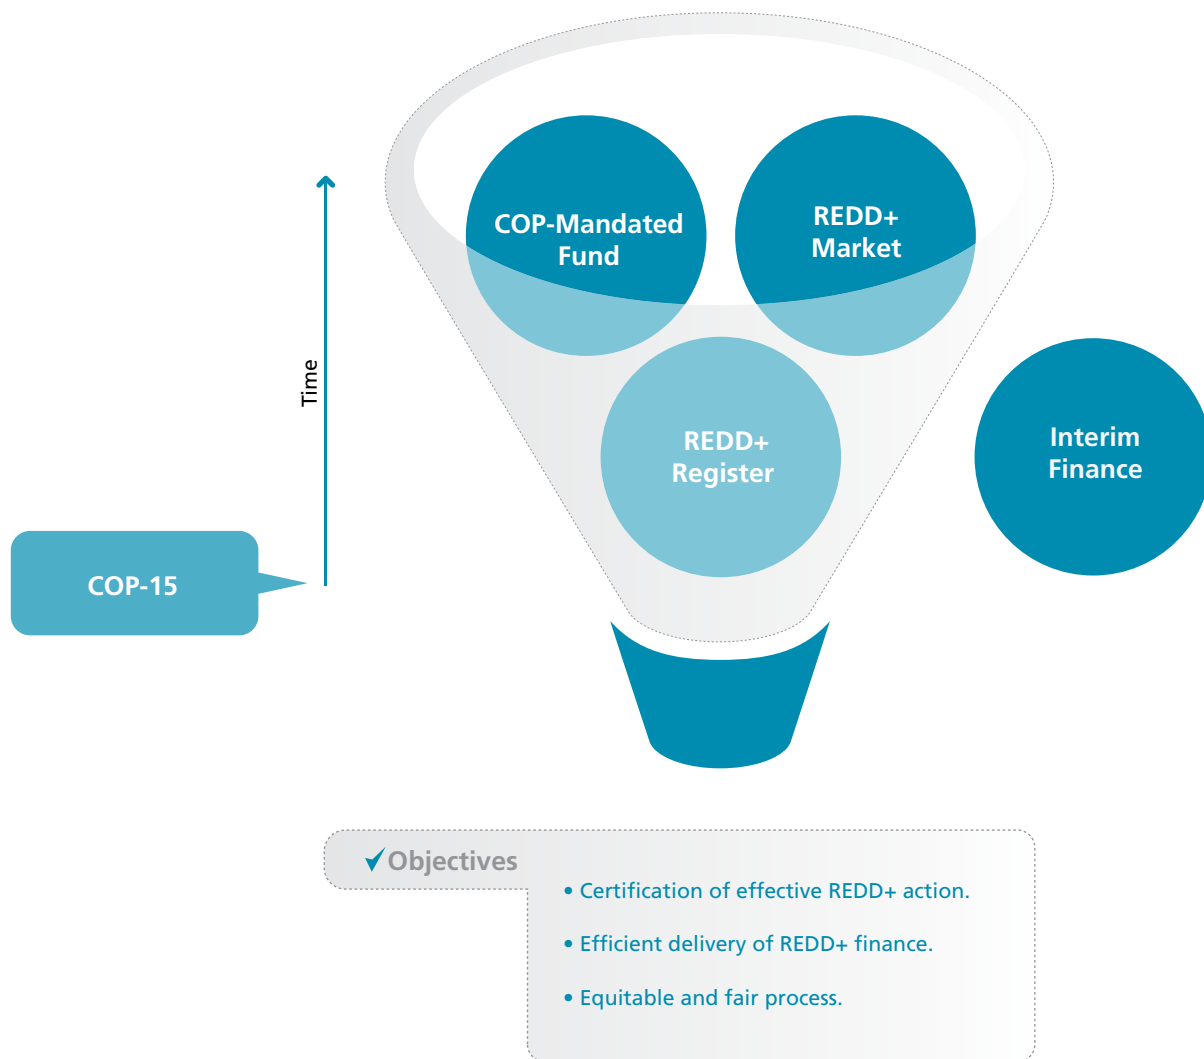 COP-Mandated
Fund
REDD+
Market
Time
REDD+
Register
Interim
Finance
COP-15
Objectives
• Certification of effective REDD+ action.
• Efficient delivery of REDD+ finance.
• Equitable and fair process.